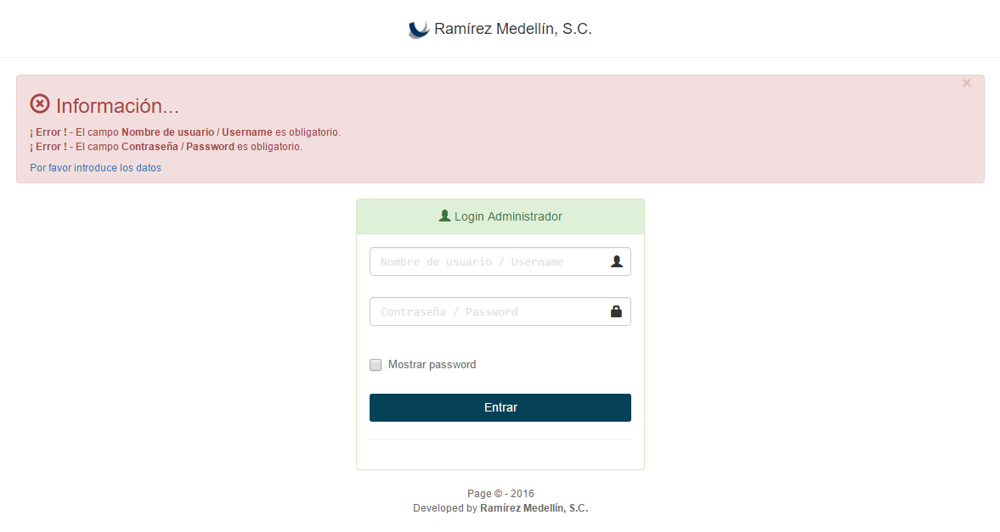 Ramírez Medellín, S.C.
×
Información...
¡ Error ! - El campo Nombre de usuario / Username es obligatorio.
¡ Error ! - El campo Contraseña / Password es obligatorio.
Por favor introduce los datos
Login Administrador
Nombre de usuario / Username
Contraseña / Password
Mostrar password
Entrar
Page © - 2016
Developed by Ramírez Medellín, S.C.